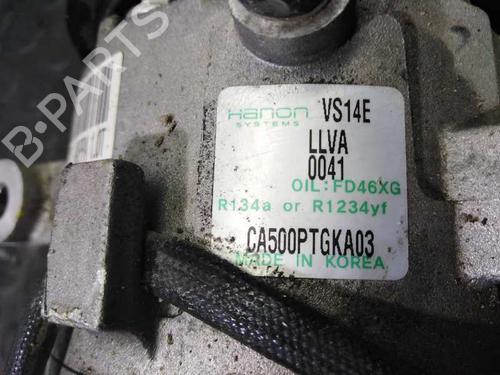 Hanon VS14E
SYSTEMS
LLVA
0041
OIL:FD46XG
R134a or R1234yf
CA500PTGKA03
MADE IN KOREA
B-PARTS